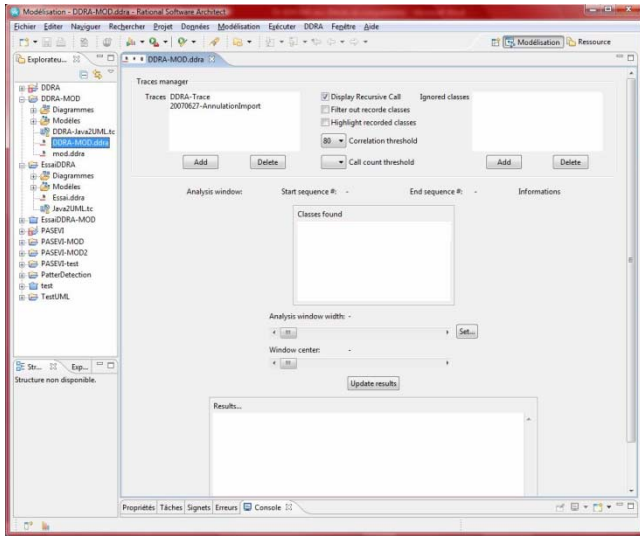 Modélisation - DDRA-MOD.ddra - Rational Software Architect
Fichier Editer Naviguer Rechercher Projet Données Modélisation Exécuter DDRA Fenêtre Aide
Modélisation Ressource
Explorateu...
DDRA-MOD.ddra
DDRA
DDRA-MOD
Diagrammes
Modèles
DDRA-Java2UML.tc
DDRA-MOD.ddra
mod.ddra
EssaiDDRA
Diagrammes
Modèles
Essai.ddra
Java2UML.tc
EssaiDDRA-MOD
PASEVI
PASEVI-MOD
PASEVI-MOD2
PASEVI-test
PatterDetection
test
TestUML
Str... Esp...
Structure non disponible.
Traces manager
Traces DDRA-Trace
20070627-AnnulationImport
Display Recursive Call
Filter out recorde classes
Highlight recorded classes
80 Correlation threshold
Call count threshold
Ignored classes
Add Delete
Add Delete
Analysis window: Start sequence #: - End sequence #: - Informations
Classes found
Analysis window width: -
Set...
Window center: -
Update results
Results...
Propriétés Tâches Signets Erreurs Console